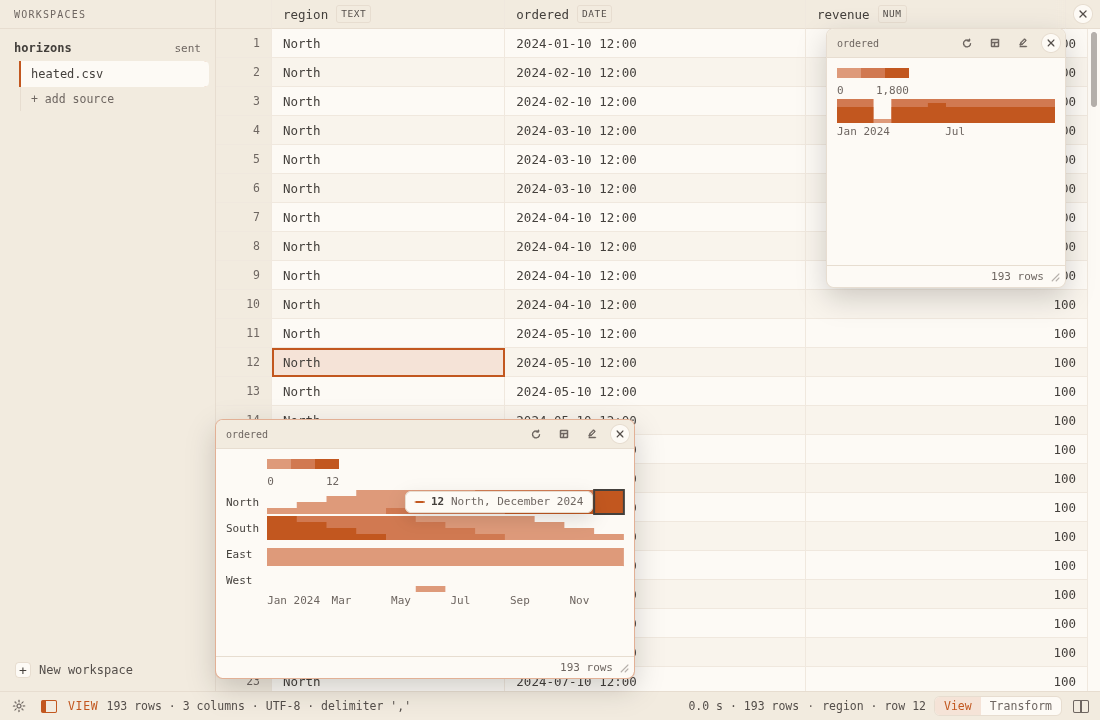 WORKSPACES
horizons sent
heated.csv
+ add source
+ New workspace
region TEXT ordered DATE revenue NUM
1 North 2024-01-10 12:00
2 North 2024-02-10 12:00
3 North 2024-02-10 12:00
4 North 2024-03-10 12:00
5 North 2024-03-10 12:00
6 North 2024-03-10 12:00
7 North 2024-04-10 12:00
8 North 2024-04-10 12:00
9 North 2024-04-10 12:00
10 North 2024-04-10 12:00 100
11 North 2024-05-10 12:00 100
12 North 2024-05-10 12:00 100
13 North 2024-05-10 12:00 100
100
100
100
100
100
100
100
100
100
23 North 2024-07-10 12:00 100
ordered
0 1,800
Jan 2024 Jul
193 rows
ordered
0 12
North
12 North, December 2024
South
East
West
Jan 2024 Mar May Jul Sep Nov
193 rows
VIEW 193 rows · 3 columns · UTF-8 · delimiter ','
0.0 s · 193 rows · region · row 12 View Transform